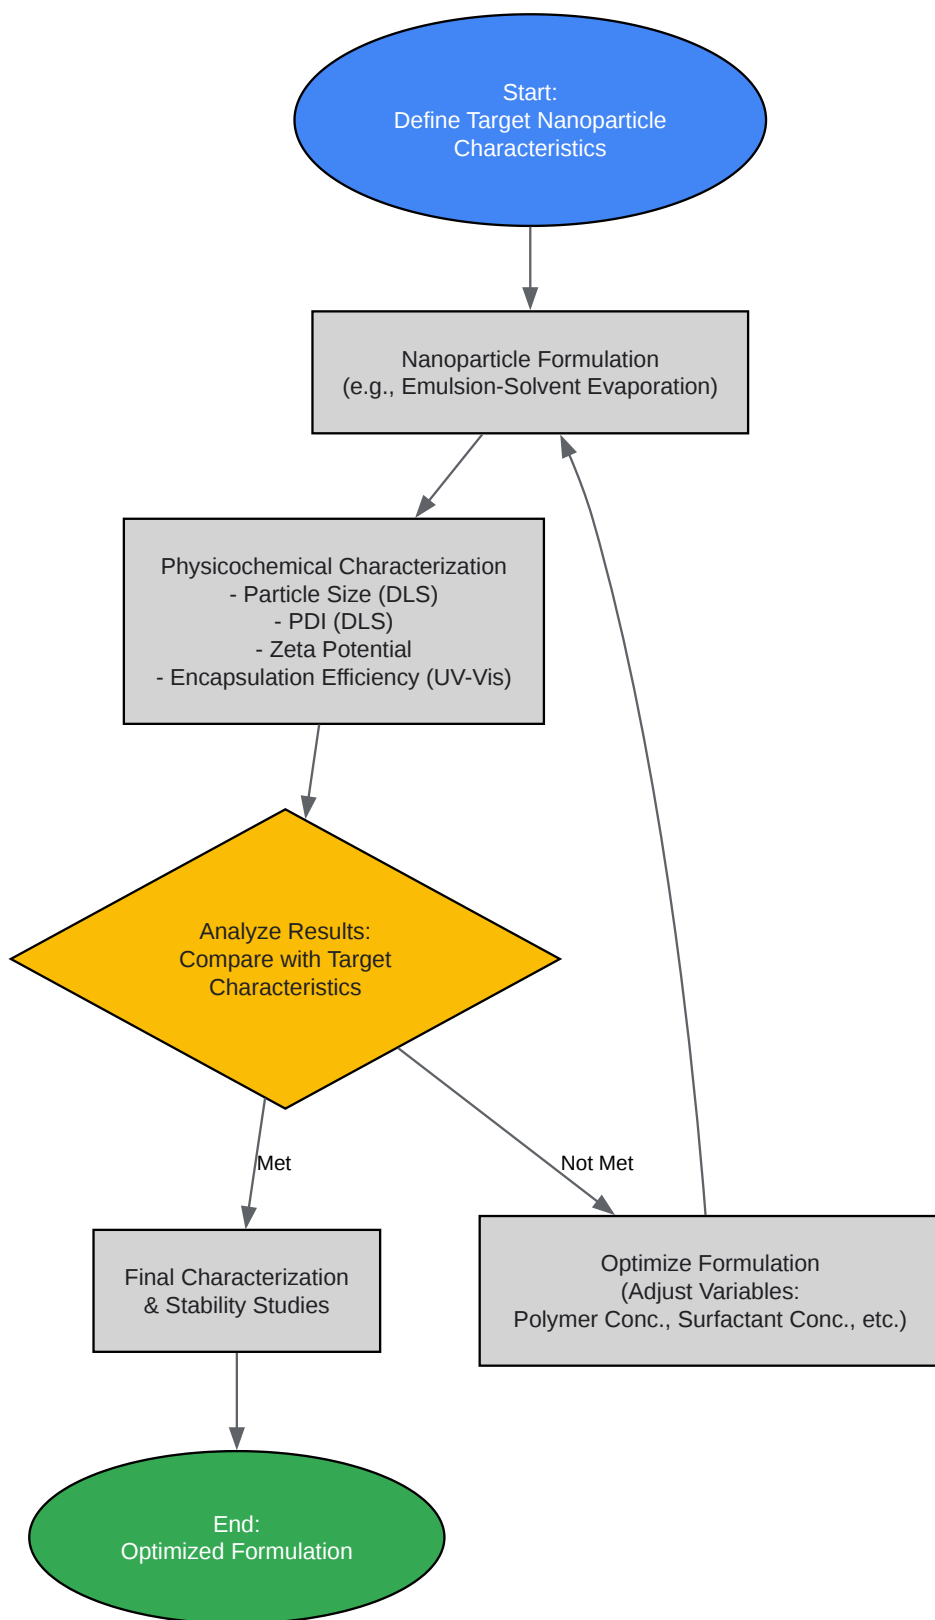 Start:
Define Target Nanoparticle
Characteristics
Nanoparticle Formulation
(e.g., Emulsion-Solvent Evaporation)
Physicochemical Characterization
- Particle Size (DLS)
- PDI (DLS)
- Zeta Potential
- Encapsulation Efficiency (UV-Vis)
Analyze Results:
Compare with Target
Characteristics
Met
Not Met
Final Characterization
& Stability Studies
Optimize Formulation
(Adjust Variables:
Polymer Conc., Surfactant Conc., etc.)
End:
Optimized Formulation